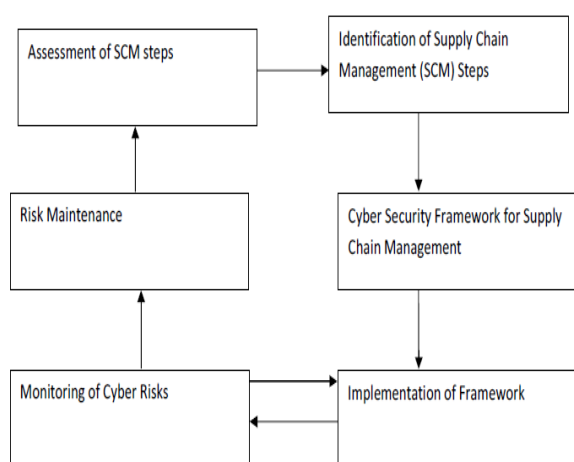 Assessment of SCM steps
Identification of Supply Chain
Management (SCM) Steps
Risk Maintenance
Cyber Security Framework for Supply
Chain Management
Monitoring of Cyber Risks
Implementation of Framework